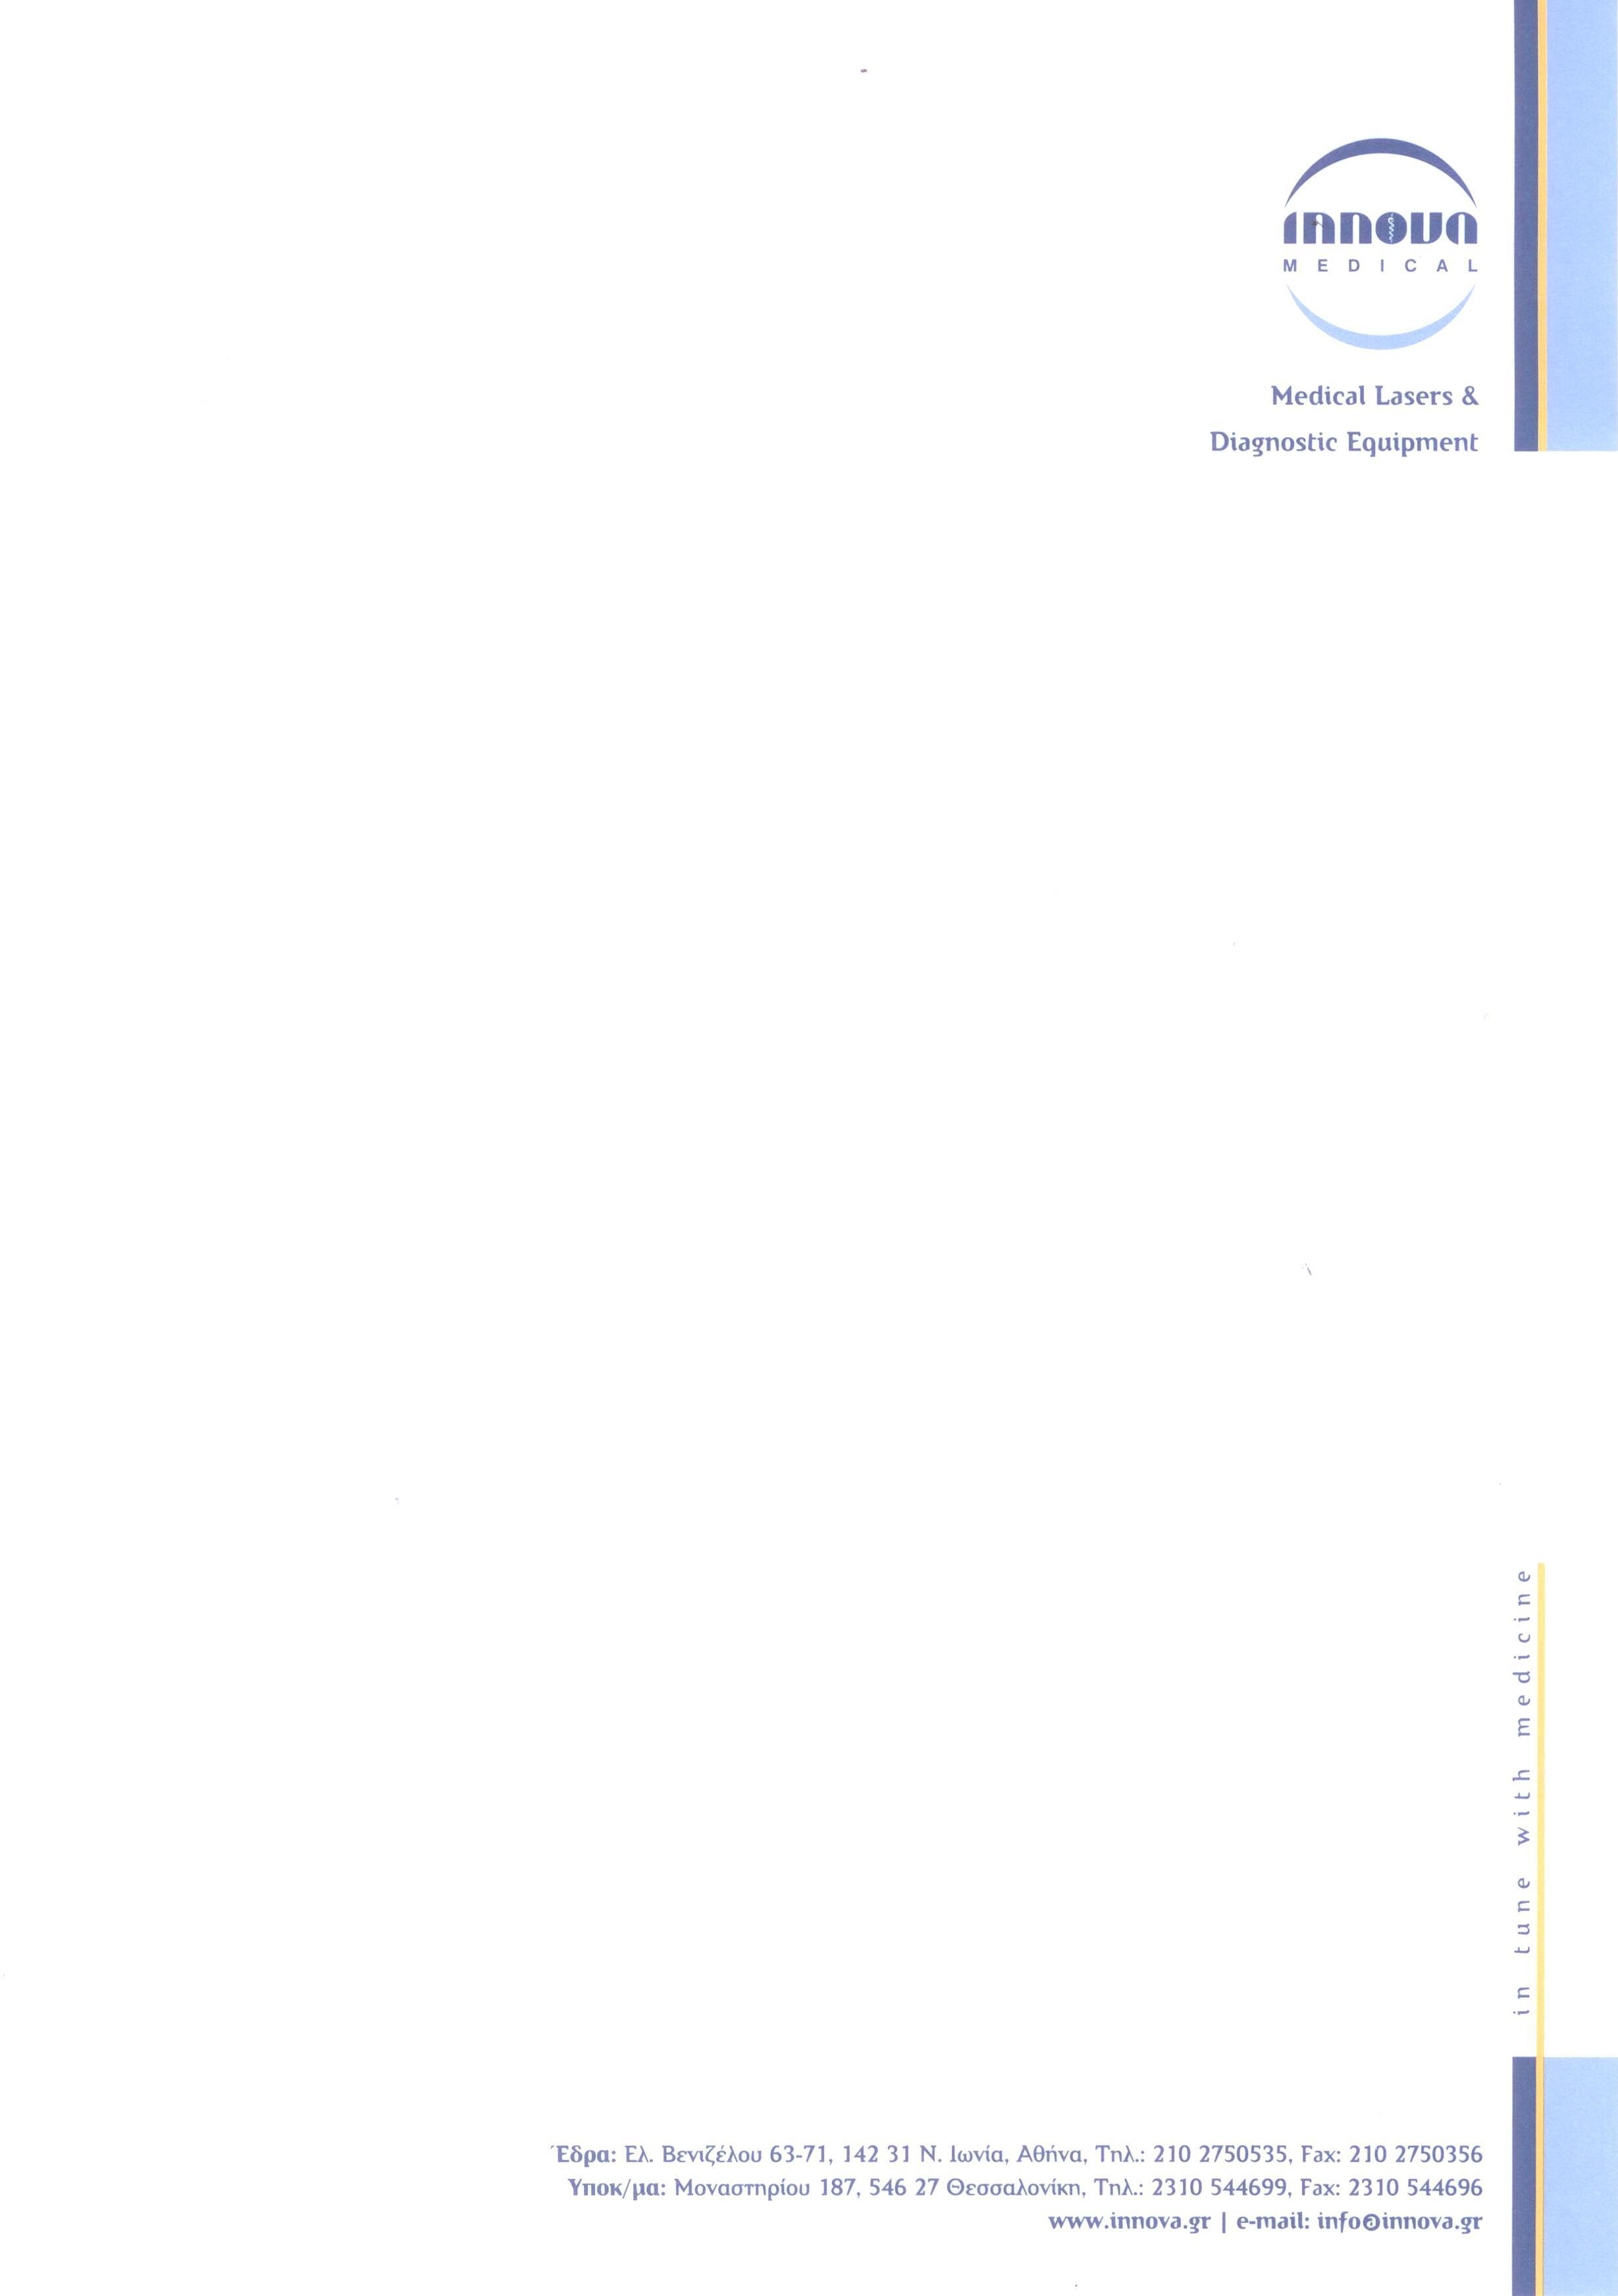 INNOVA
MEDICAL
Medical Lasers &
Diagnostic Equipment
in tune with medicine
Έδρα: Ελ. Βενιζέλου 63-71, 142 31 Ν. Ιωνία, Αθήνα, Τηλ.: 210 2750535, Fax: 210 2750356
Υποκ/μα: Μοναστηρίου 187, 546 27 Θεσσαλονίκη, Τηλ.: 2310 544699, Fax: 2310 544696
www.innova.gr | e-mail: info@innova.gr